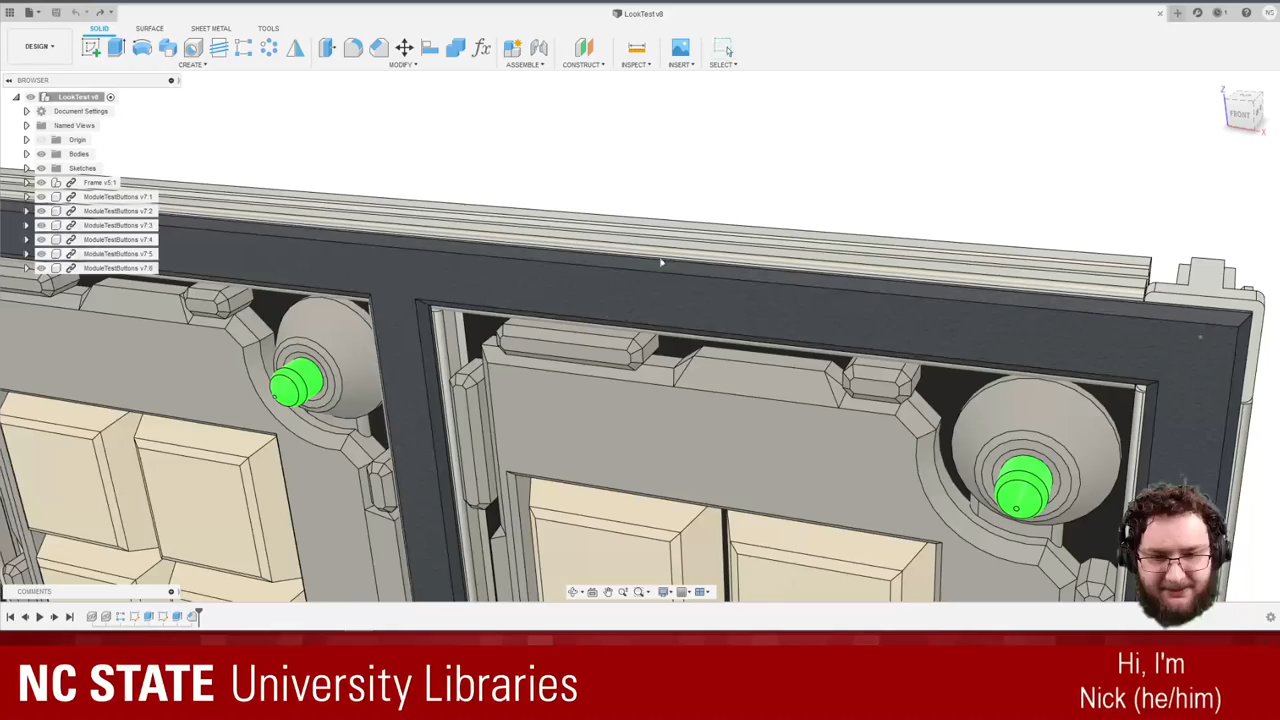 LookTest v8
NS
DESIGN
SOLID
SURFACE
SHEET METAL
TOOLS
fx
CREATE
MODIFY
ASSEMBLE
CONSTRUCT
INSPECT
INSERT
SELECT
BROWSER
LookTest v8
Document Settings
Named Views
Origin
Bodies
Sketches
Frame v5:1
ModuleTestButtons v7:1
ModuleTestButtons v7:2
ModuleTestButtons v7:3
ModuleTestButtons v7:4
ModuleTestButtons v7:5
ModuleTestButtons v7:6
Z
FRONT
X
COMMENTS
NC STATE University Libraries
Hi, I'm
Nick (he/him)